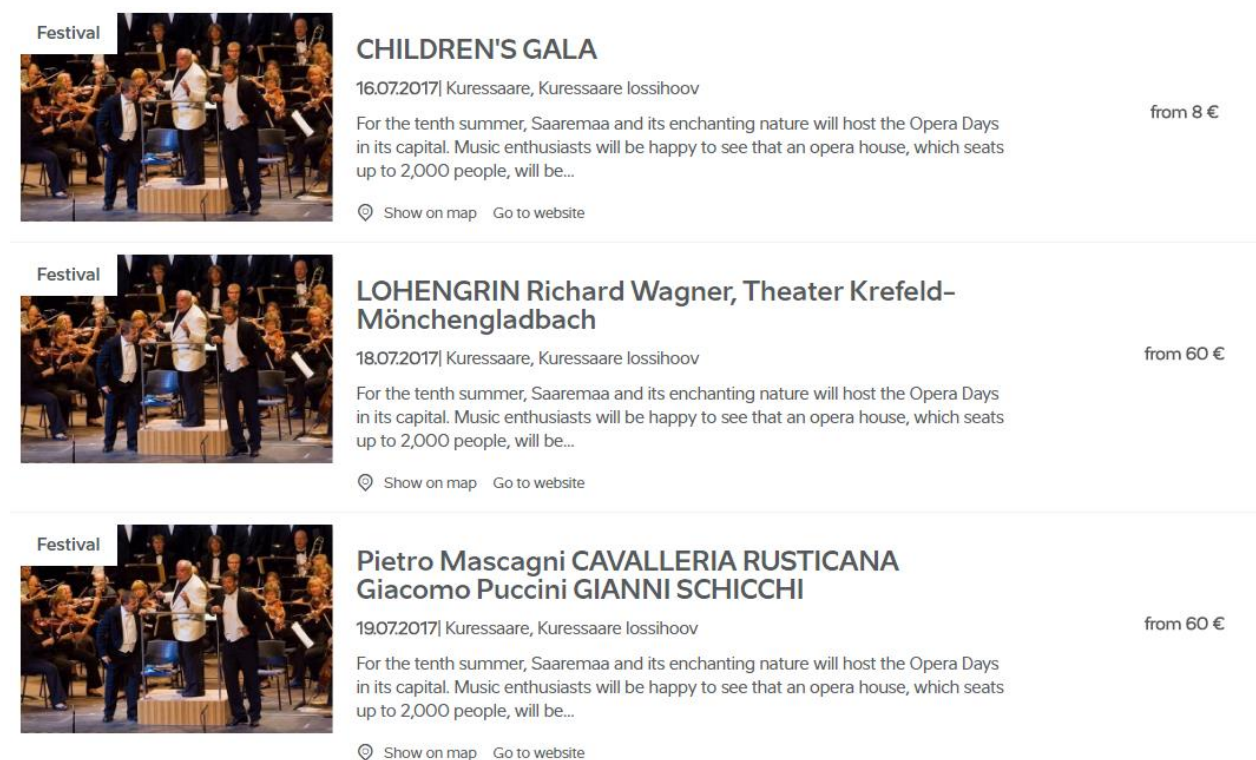 Festival
CHILDREN'S GALA
16.07.2017| Kuressaare, Kuressaare lossihoov
For the tenth summer, Saaremaa and its enchanting nature will host the Opera Days
in its capital. Music enthusiasts will be happy to see that an opera house, which seats
up to 2,000 people, will be...
Show on map Go to website
from 8 €
Festival
LOHENGRIN Richard Wagner, Theater Krefeld-
Mönchengladbach
18.07.2017| Kuressaare, Kuressaare lossihoov
For the tenth summer, Saaremaa and its enchanting nature will host the Opera Days
in its capital. Music enthusiasts will be happy to see that an opera house, which seats
up to 2,000 people, will be...
Show on map Go to website
from 60 €
Festival
Pietro Mascagni CAVALLERIA RUSTICANA
Giacomo Puccini GIANNI SCHICCHI
19.07.2017| Kuressaare, Kuressaare lossihoov
For the tenth summer, Saaremaa and its enchanting nature will host the Opera Days
in its capital. Music enthusiasts will be happy to see that an opera house, which seats
up to 2,000 people, will be...
Show on map Go to website
from 60 €